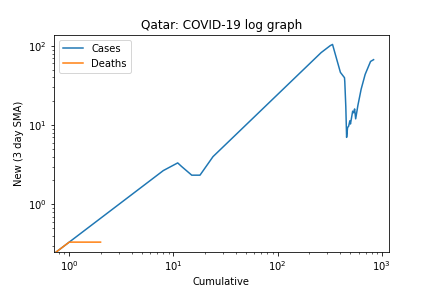 Qatar: COVID-19 log graph
Cases
Deaths
New (3 day SMA)
10²
10¹
10⁰
10⁰ 10¹ 10² 10³
Cumulative